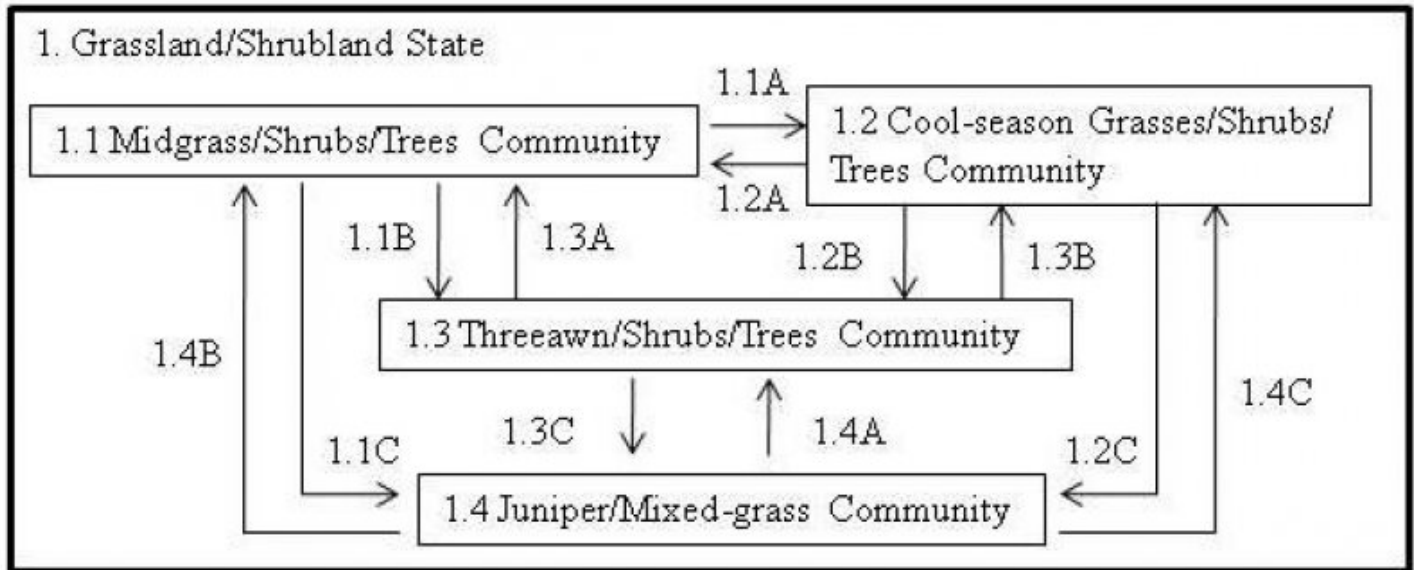 1. Grassland/Shrubland State
1.1A
1.1 Midgrass/Shrubs/Trees Community
1.2 Cool-season Grasses/Shrubs/
Trees Community
1.2A
1.1B
1.3A
1.2B
1.3B
1.3 Threeawn/Shrubs/Trees Community
1.4B
1.4C
1.3C
1.4A
1.1C
1.2C
1.4 Juniper/Mixed-grass Community